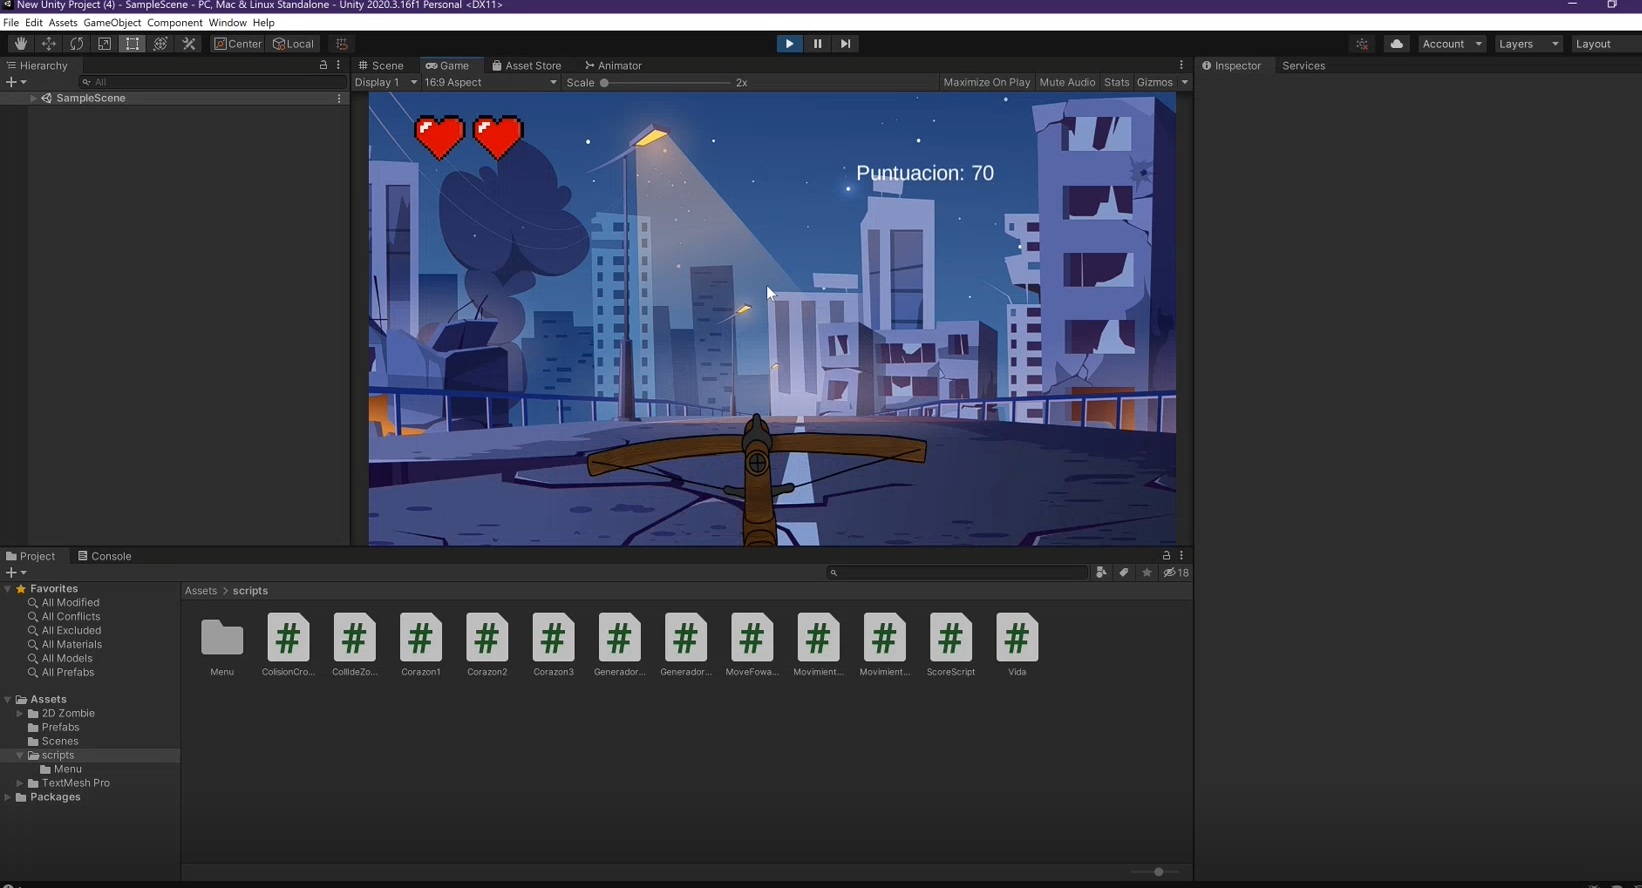 New Unity Project (4) - SampleScene - PC, Mac & Linux Standalone - Unity 2020.3.16f1 Personal <DX11>
File Edit Assets GameObject Component Window Help
Center Local Account Layers Layout
Hierarchy Scene Game Asset Store Animator Inspector Services
All Display 1 16:9 Aspect Scale 2x Maximize On Play Mute Audio Stats Gizmos
SampleScene
Puntuacion: 70
Project Console
18
Favorites
All Modified
All Conflicts
All Excluded
All Materials
All Models
All Prefabs
Assets
2D Zombie
Prefabs
Scenes
scripts
Menu
TextMesh Pro
Packages
Assets > scripts
Menu ColisionCro... CollIdeZo... Corazon1 Corazon2 Corazon3 Generador... Generador... MoveFowa... Movimient... Movimient... ScoreScript Vida